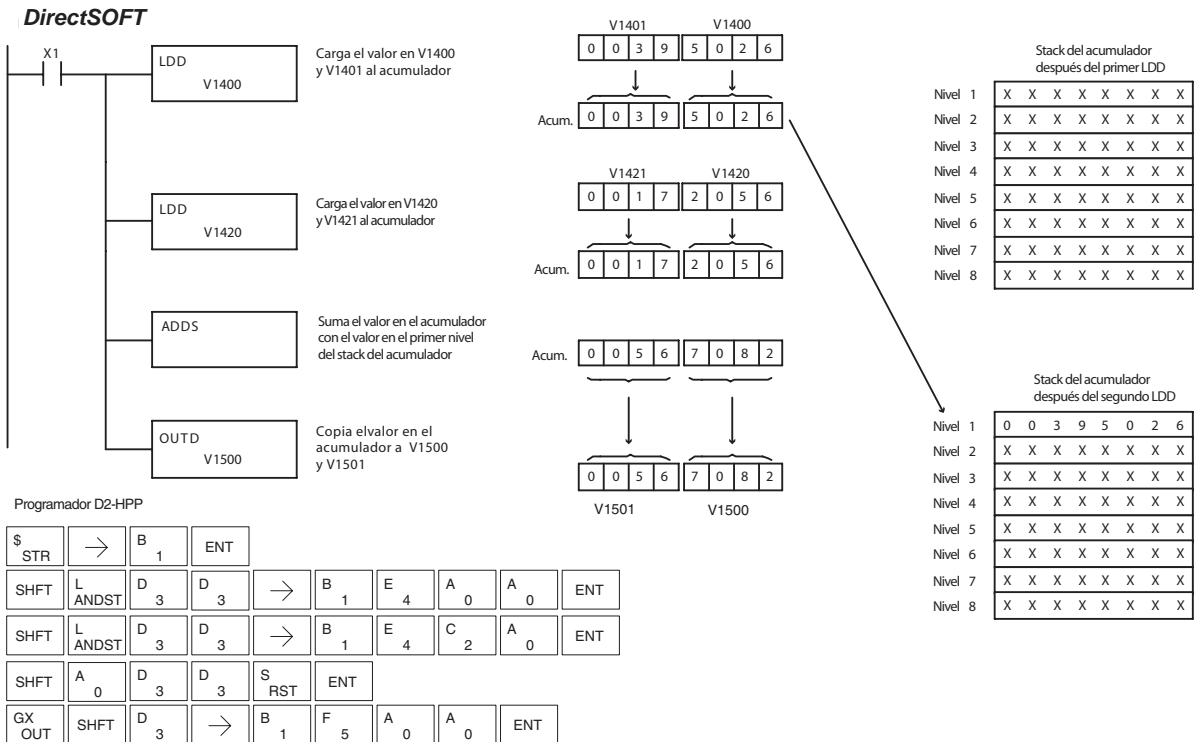 DirectSOFT
X1
LDD
V1400
Carga el valor en V1400
y V1401 al acumulador
LDD
V1420
Carga el valor en V1420
y V1421 al acumulador
ADDS
Suma el valor en el acumulador
con el valor en el primer nivel
del stack del acumulador
OUTD
V1500
Copia elvalor en el
acumulador a V1500
y V1501
V1401 V1400
0 0 3 9 5 0 2 6
Acum. 0 0 3 9 5 0 2 6
V1421 V1420
0 0 1 7 2 0 5 6
Acum. 0 0 1 7 2 0 5 6
Acum. 0 0 5 6 7 0 8 2
0 0 5 6 7 0 8 2
V1501 V1500
Stack del acumulador
después del primer LDD
Nivel 1 X X X X X X X X
Nivel 2 X X X X X X X X
Nivel 3 X X X X X X X X
Nivel 4 X X X X X X X X
Nivel 5 X X X X X X X X
Nivel 6 X X X X X X X X
Nivel 7 X X X X X X X X
Nivel 8 X X X X X X X X
Stack del acumulador
después del segundo LDD
Nivel 1 0 0 3 9 5 0 2 6
Nivel 2 X X X X X X X X
Nivel 3 X X X X X X X X
Nivel 4 X X X X X X X X
Nivel 5 X X X X X X X X
Nivel 6 X X X X X X X X
Nivel 7 X X X X X X X X
Nivel 8 X X X X X X X X
Programador D2-HPP
$ STR → B 1 ENT
SHFT L ANDST D 3 D 3 → B 1 E 4 A 0 A 0 ENT
SHFT L ANDST D 3 D 3 → B 1 E 4 C 2 A 0 ENT
SHFT A 0 D 3 D 3 S RST ENT
GX OUT SHFT D 3 → B 1 F 5 A 0 A 0 ENT